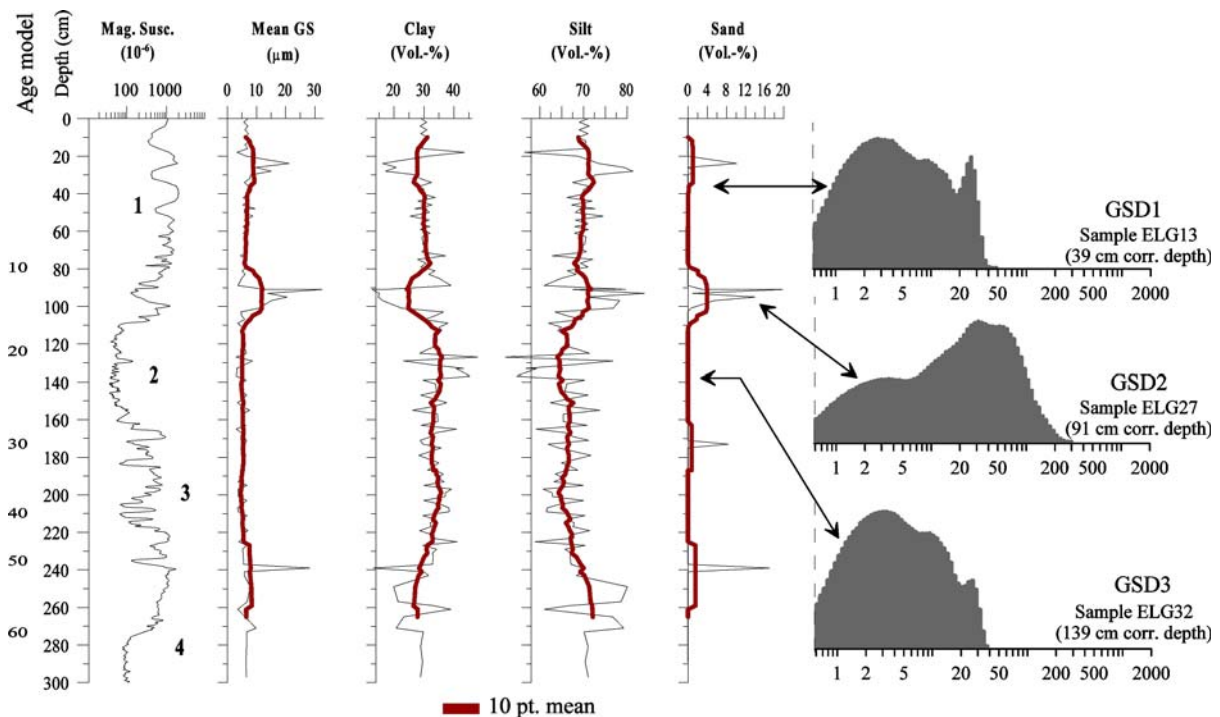 Mag. Susc.
(10-6)
Mean GS
(µm)
Clay
(Vol.-%)
Silt
(Vol.-%)
Sand
(Vol.-%)
Age model
Depth (cm)
100 1000
0 10 20 30
20 30 40
60 70 80
0 4 8 12 16 20
0
20
40
60
80
100
120
140
160
180
200
220
240
260
280
300
10
20
30
40
50
60
1
2
3
4
GSD1
Sample ELG13
(39 cm corr. depth)
1 2 5 20 50 200 500 2000
GSD2
Sample ELG27
(91 cm corr. depth)
1 2 5 20 50 200 500 2000
GSD3
Sample ELG32
(139 cm corr. depth)
1 2 5 20 50 200 500 2000
10 pt. mean